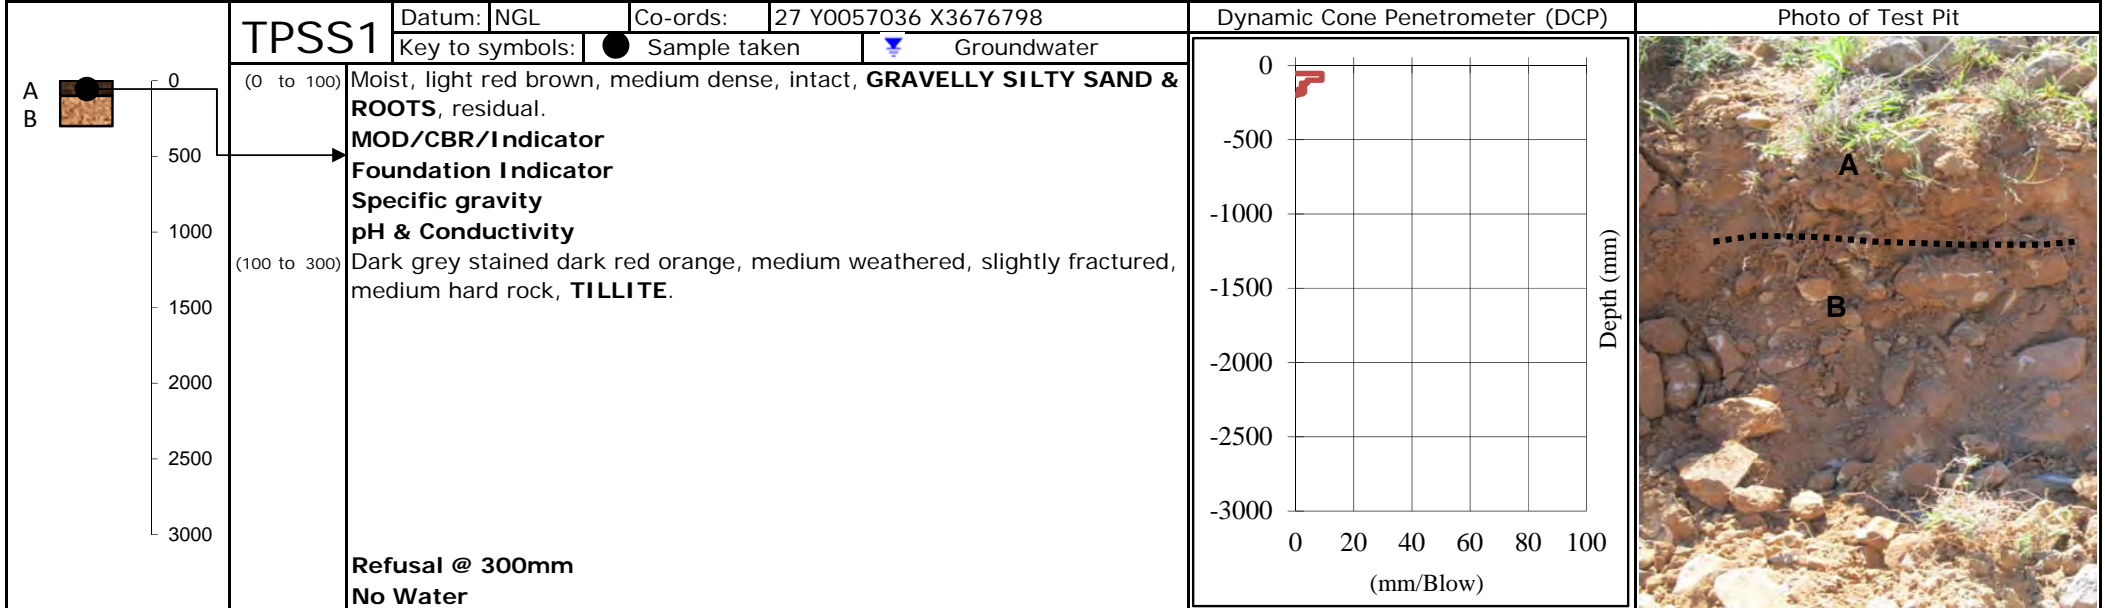 TPSS1
Datum: NGL Co-ords: 27 Y0057036 X3676798
Key to symbols: Sample taken Groundwater
A
B
0
500
1000
1500
2000
2500
3000
(0 to 100) Moist, light red brown, medium dense, intact, GRAVELLY SILTY SAND &
ROOTS, residual.
MOD/CBR/Indicator
Foundation Indicator
Specific gravity
pH & Conductivity
(100 to 300) Dark grey stained dark red orange, medium weathered, slightly fractured,
medium hard rock, TILLITE.
Refusal @ 300mm
No Water
Dynamic Cone Penetrometer (DCP)
0
-500
-1000
-1500
-2000
-2500
-3000
0 20 40 60 80 100
(mm/Blow)
Depth (mm)
Photo of Test Pit
A
B